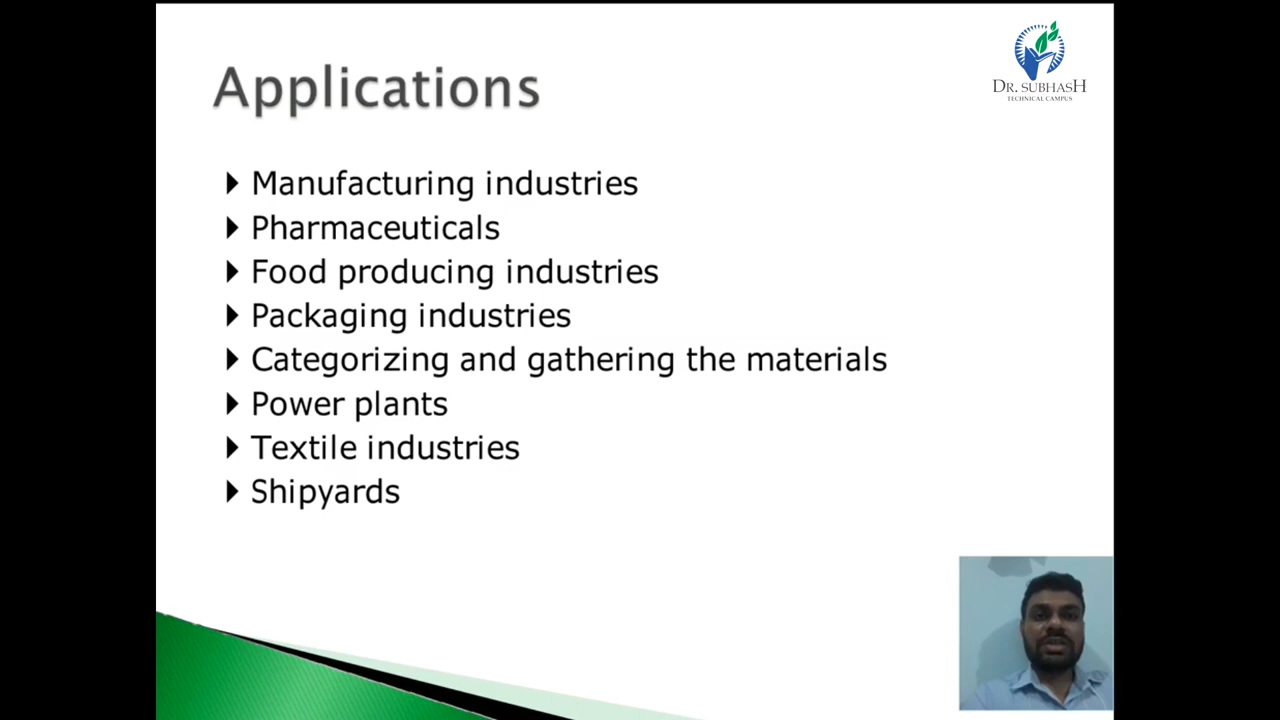 Applications
DR. SUBHASH
TECHNICAL CAMPUS
Manufacturing industries
Pharmaceuticals
Food producing industries
Packaging industries
Categorizing and gathering the materials
Power plants
Textile industries
Shipyards